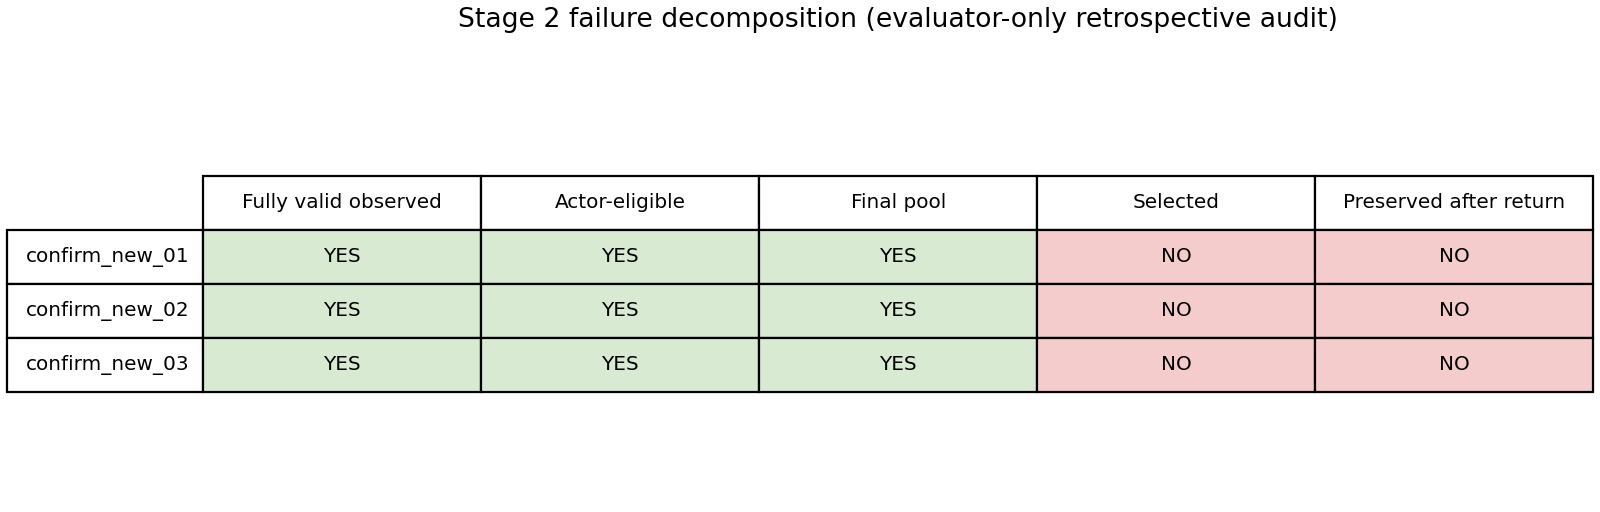 Stage 2 failure decomposition (evaluator-only retrospective audit)
Fully valid observed Actor-eligible Final pool Selected Preserved after return
confirm_new_01 YES YES YES NO NO
confirm_new_02 YES YES YES NO NO
confirm_new_03 YES YES YES NO NO